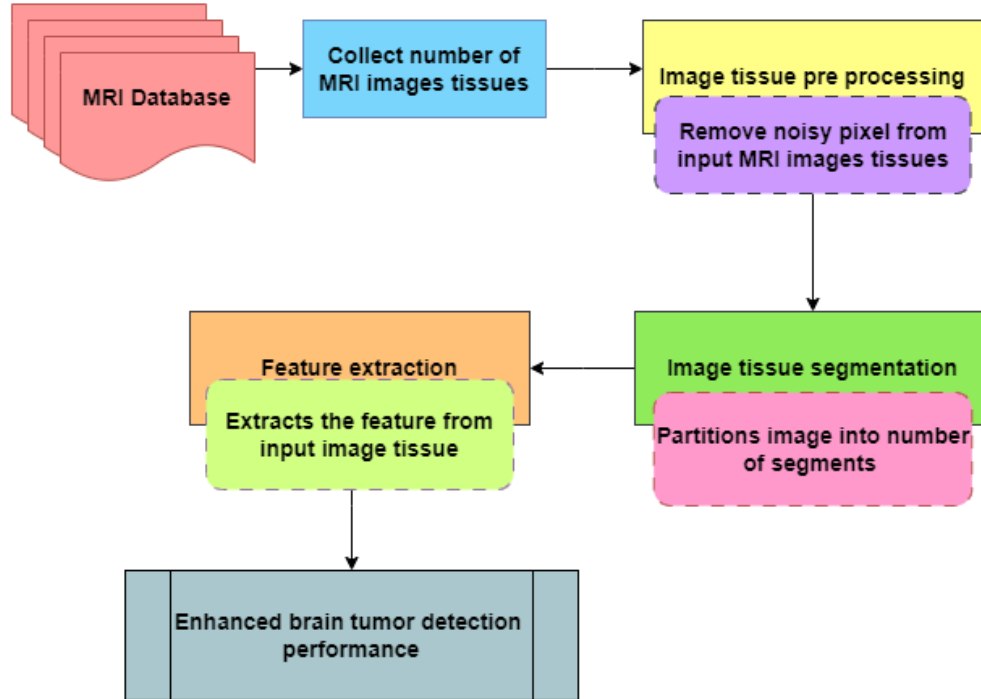 MRI Database
Collect number of
MRI images tissues
Image tissue pre processing
Remove noisy pixel from
input MRI images tissues
Feature extraction
Extracts the feature from
input image tissue
Image tissue segmentation
Partitions image into number
of segments
Enhanced brain tumor detection
performance